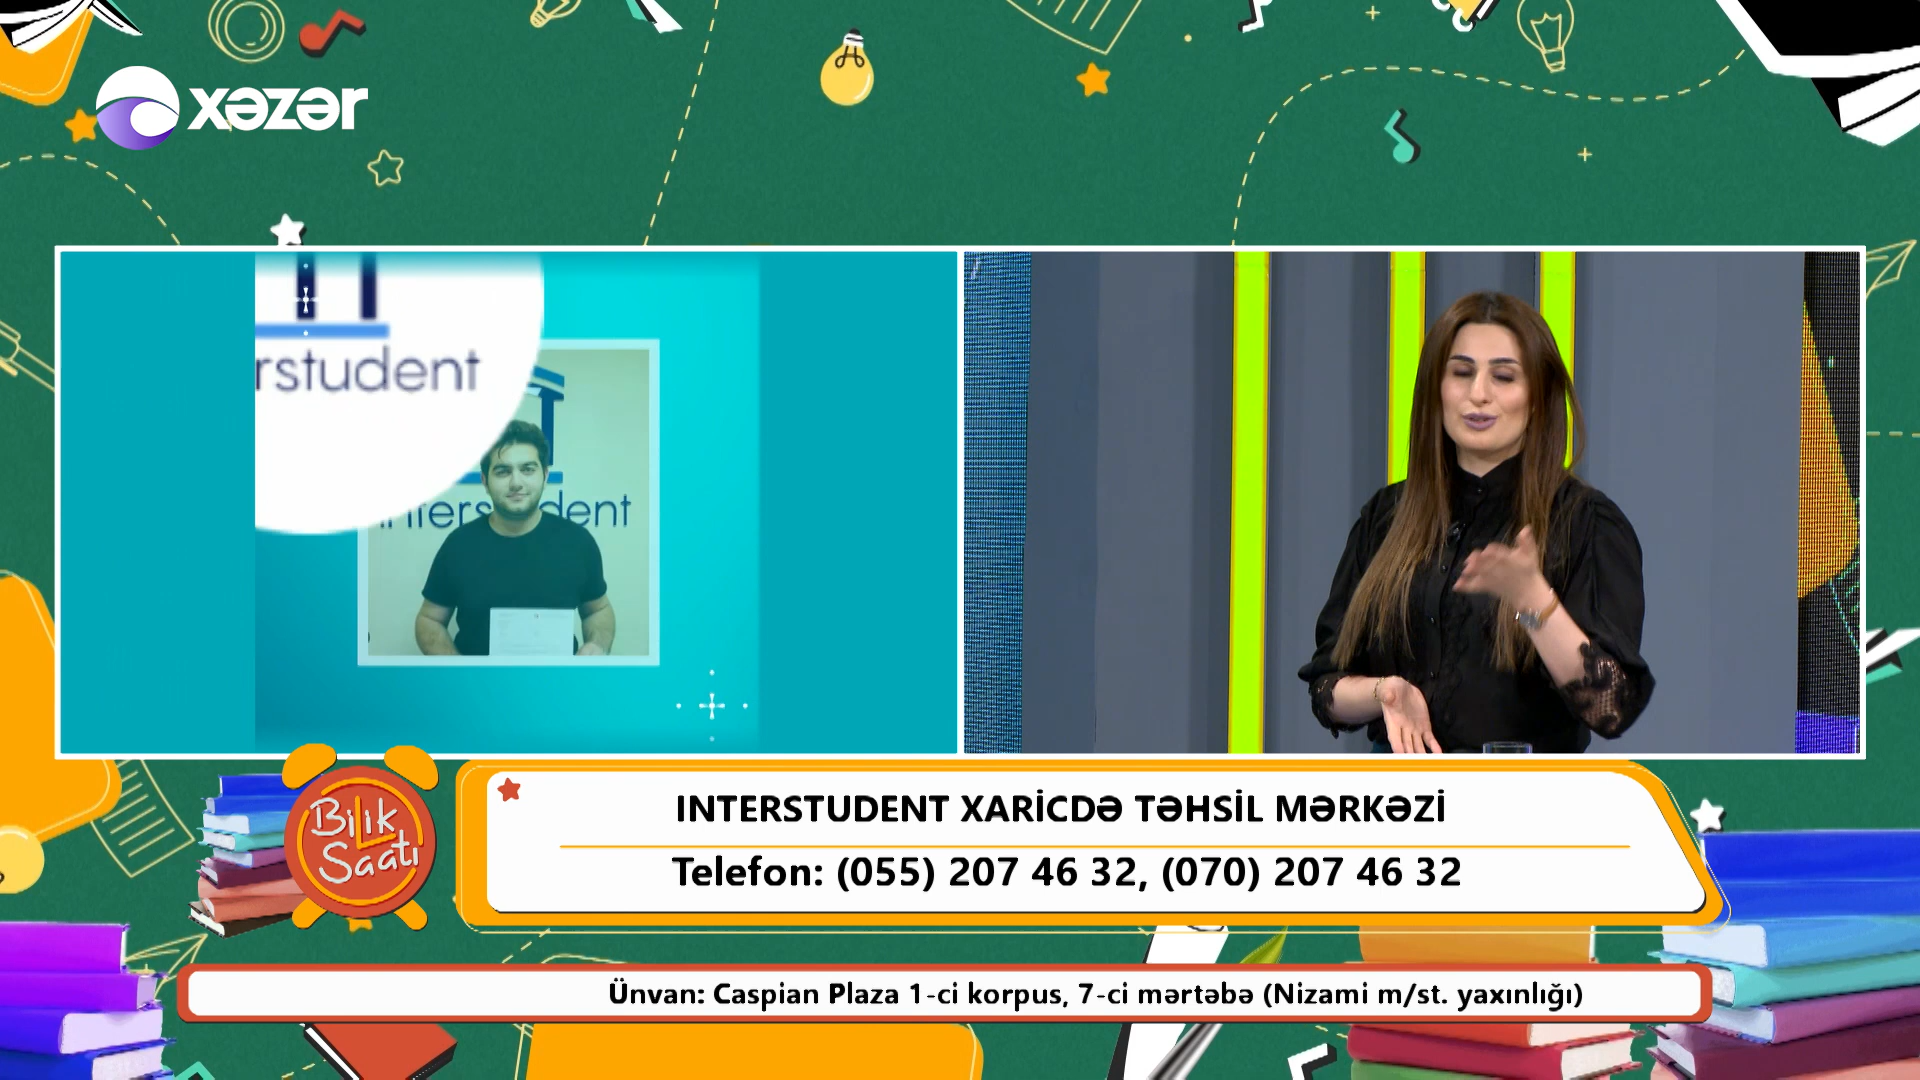 xəzər
rstudent
Interstudent
Bilik
Saatı
INTERSTUDENT XARİCDƏ TƏHSİL MƏRKƏZİ
Telefon: (055) 207 46 32, (070) 207 46 32
Ünvan: Caspian Plaza 1-ci korpus, 7-ci mərtəbə (Nizami m/st. yaxınlığı)